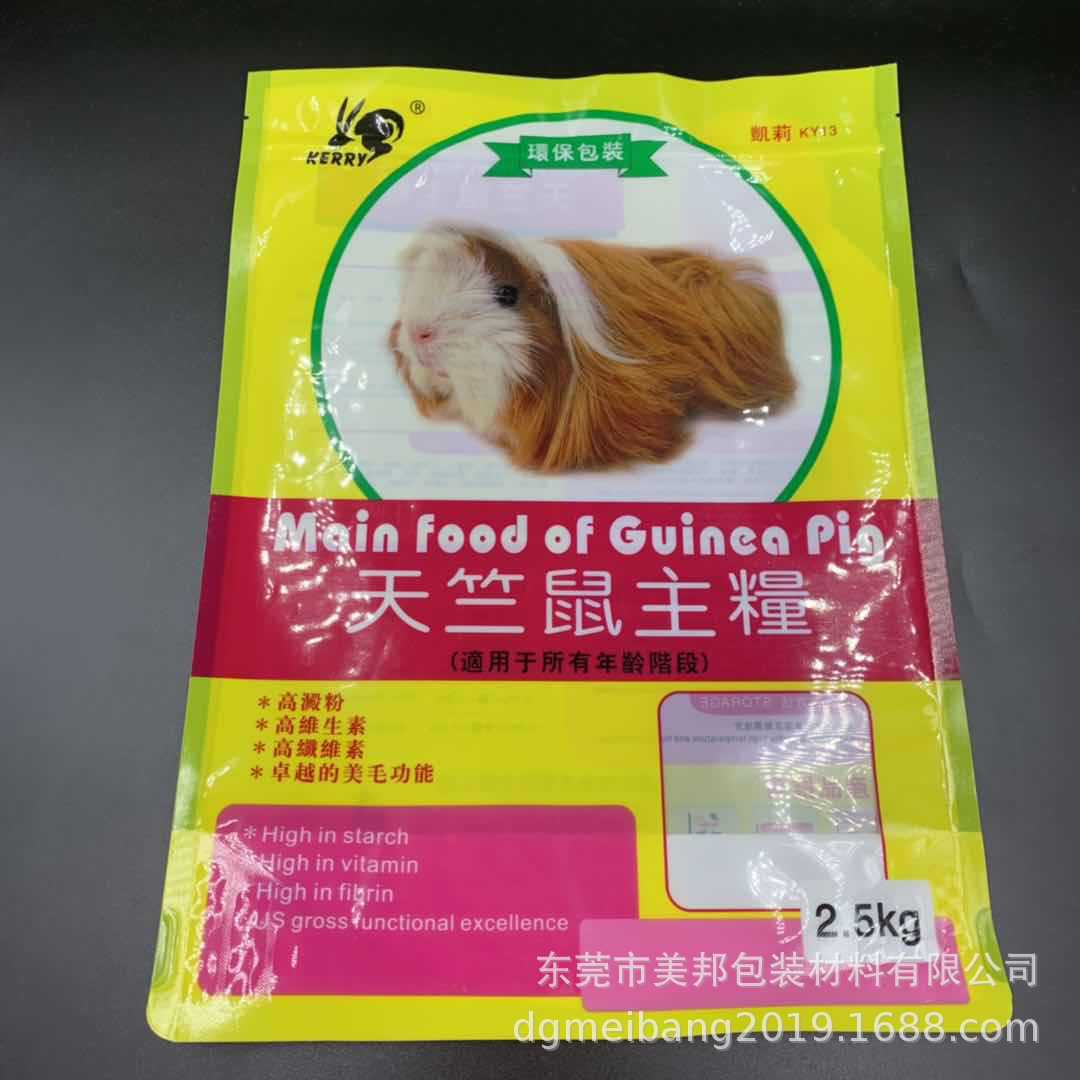 KERRY®
環保包裝
凱莉 KY13
Main Food of Guinea Pig
天竺鼠主糧
(適用于所有年齡階段)
*高澱粉
*高維生素
*高纖維素
*卓越的美毛功能
STORAGE
*High in starch
*High in vitamin
*High in fibrin
gross functional excellence
2.5kg
东莞市美邦包装材料有限公司
dgmeibang2019.1688.com